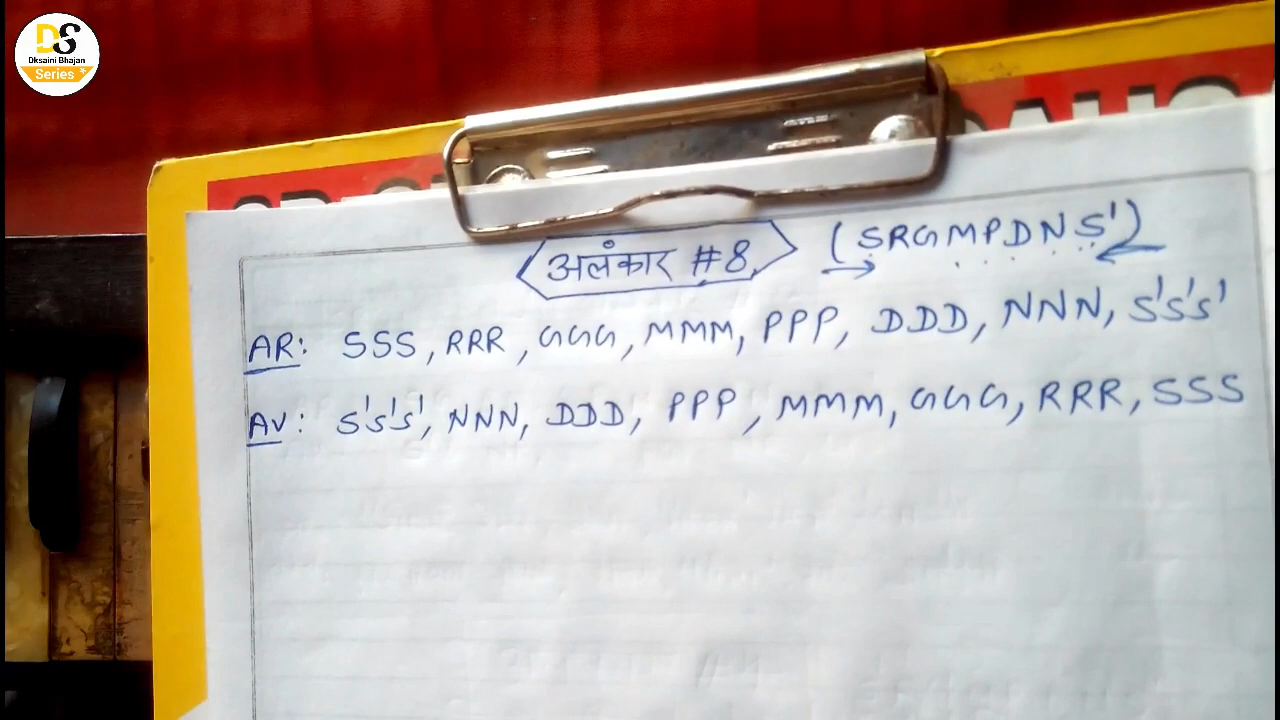 DS
Dksaini Bhajan
Series
अलंकार #8 (SRGMPDNS')
AR: SSS, RRR, GGG, MMM, PPP, DDD, NNN, S'S'S'
AV: S'S'S', NNN, DDD, PPP, MMM, GGG, RRR, SSS